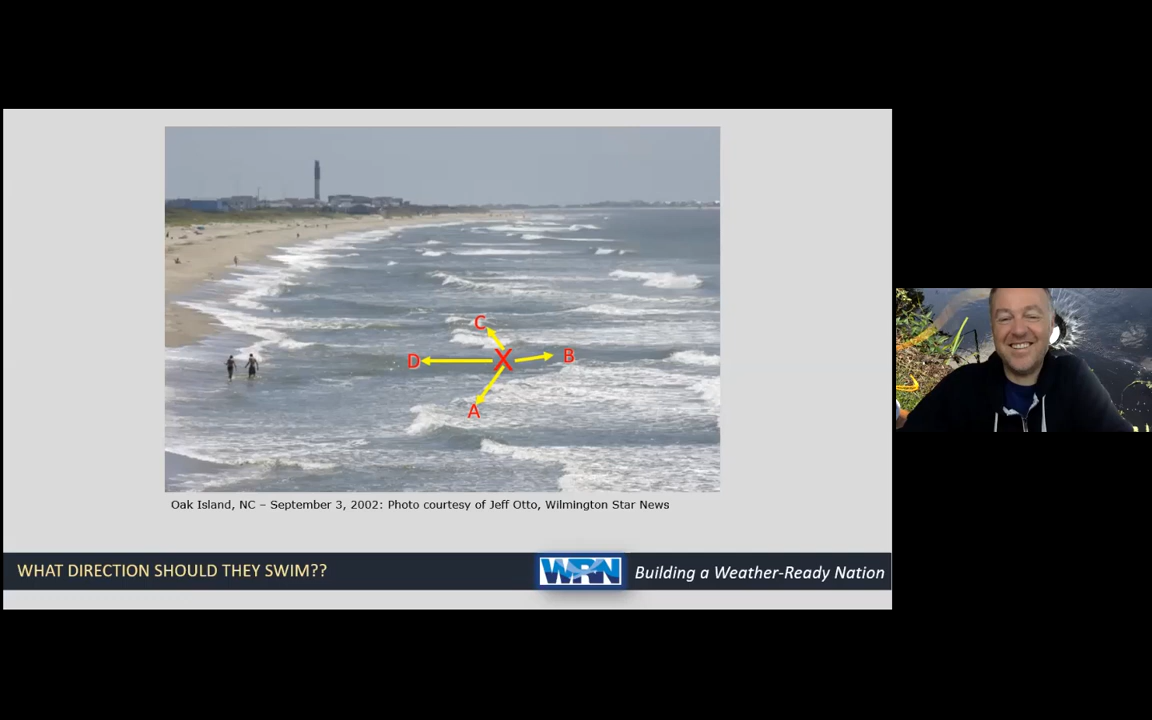 C
D X B
A
Oak Island, NC – September 3, 2002: Photo courtesy of Jeff Otto, Wilmington Star News
WHAT DIRECTION SHOULD THEY SWIM??
WRN
Building a Weather-Ready Nation